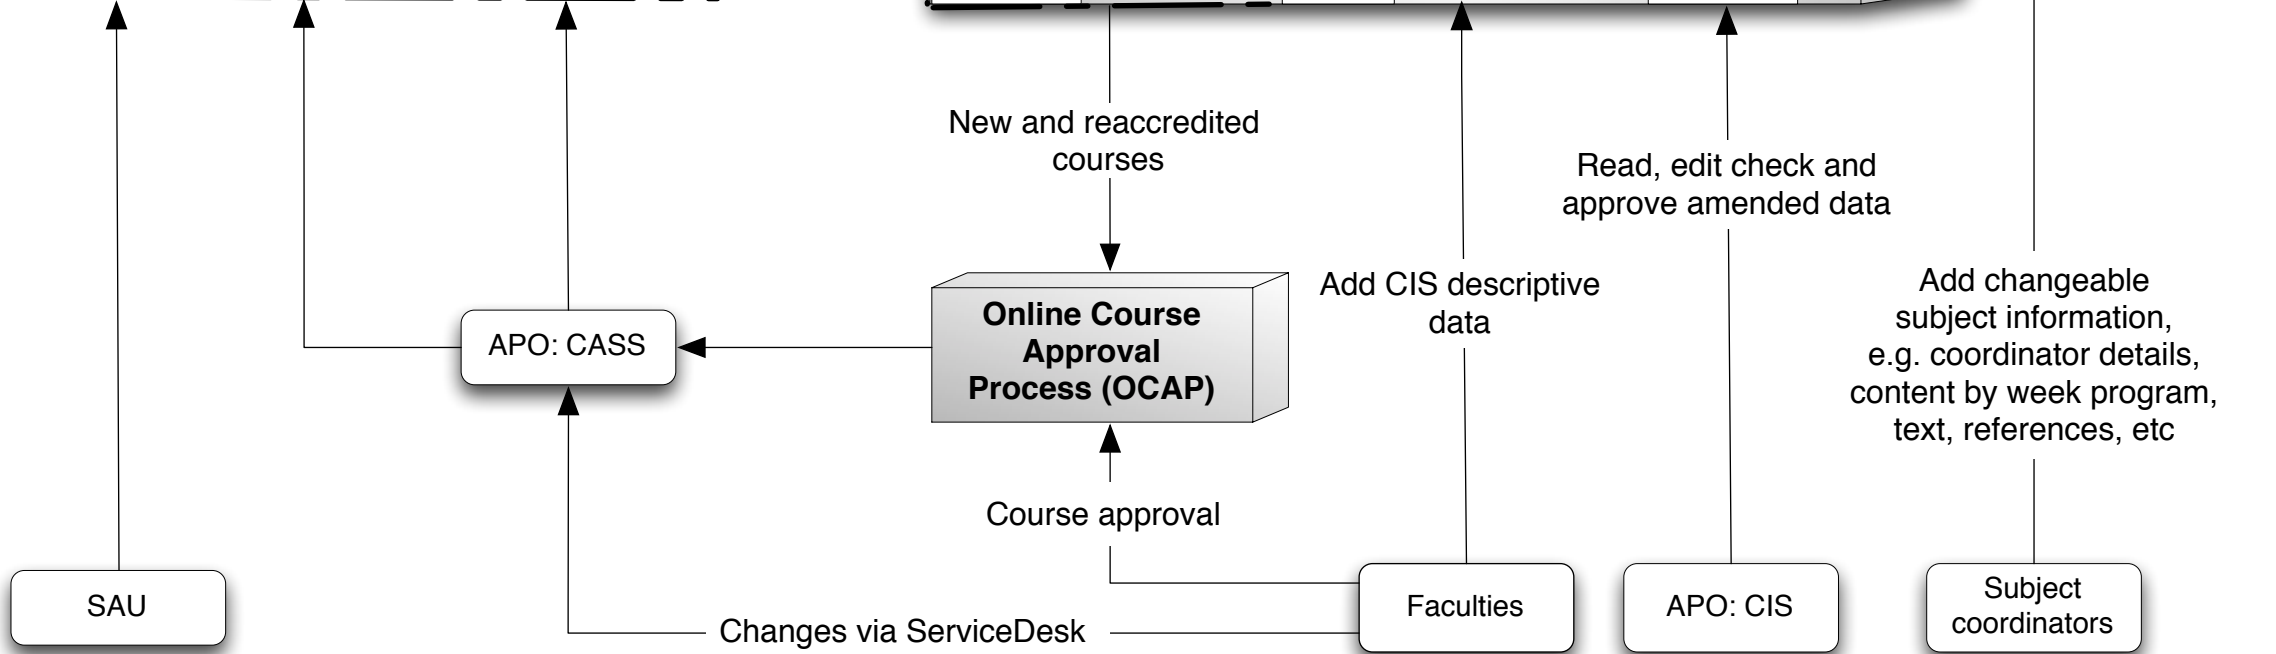 New and reaccredited
courses
Read, edit check and
approve amended data
Add CIS descriptive
data
Add changeable
subject information,
e.g. coordinator details,
content by week program,
text, references, etc
Online Course
Approval
Process (OCAP)
APO: CASS
Course approval
SAU
Changes via ServiceDesk
Faculties
APO: CIS
Subject
coordinators